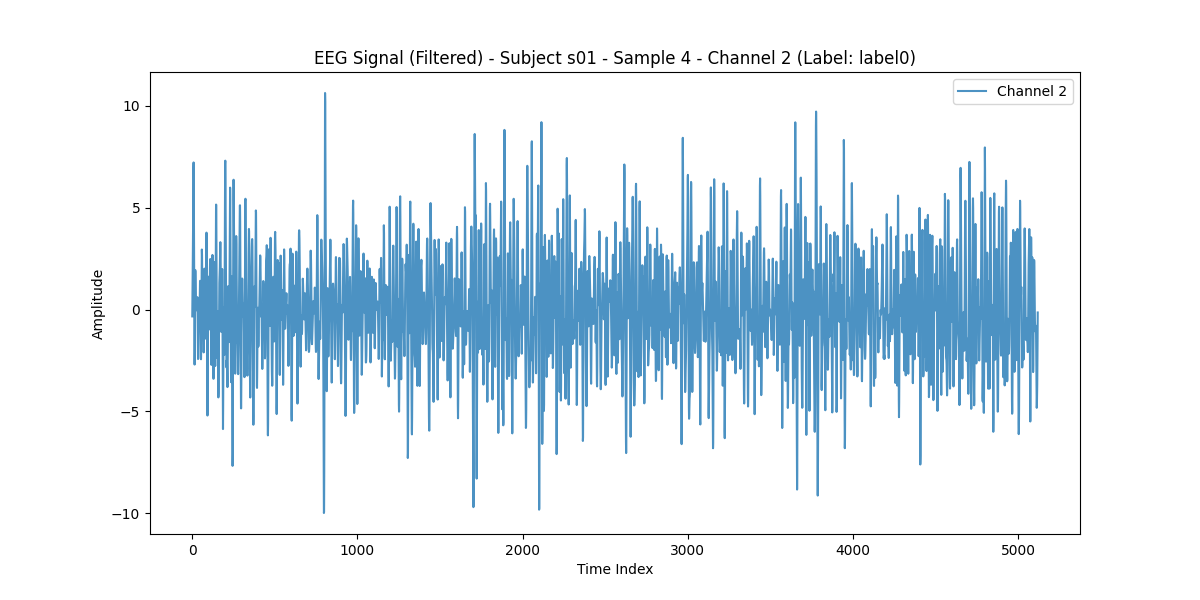 EEG Signal (Filtered) - Subject s01 - Sample 4 - Channel 2 (Label: label0)
Channel 2
Amplitude
10
5
0
−5
−10
0 1000 2000 3000 4000 5000
Time Index